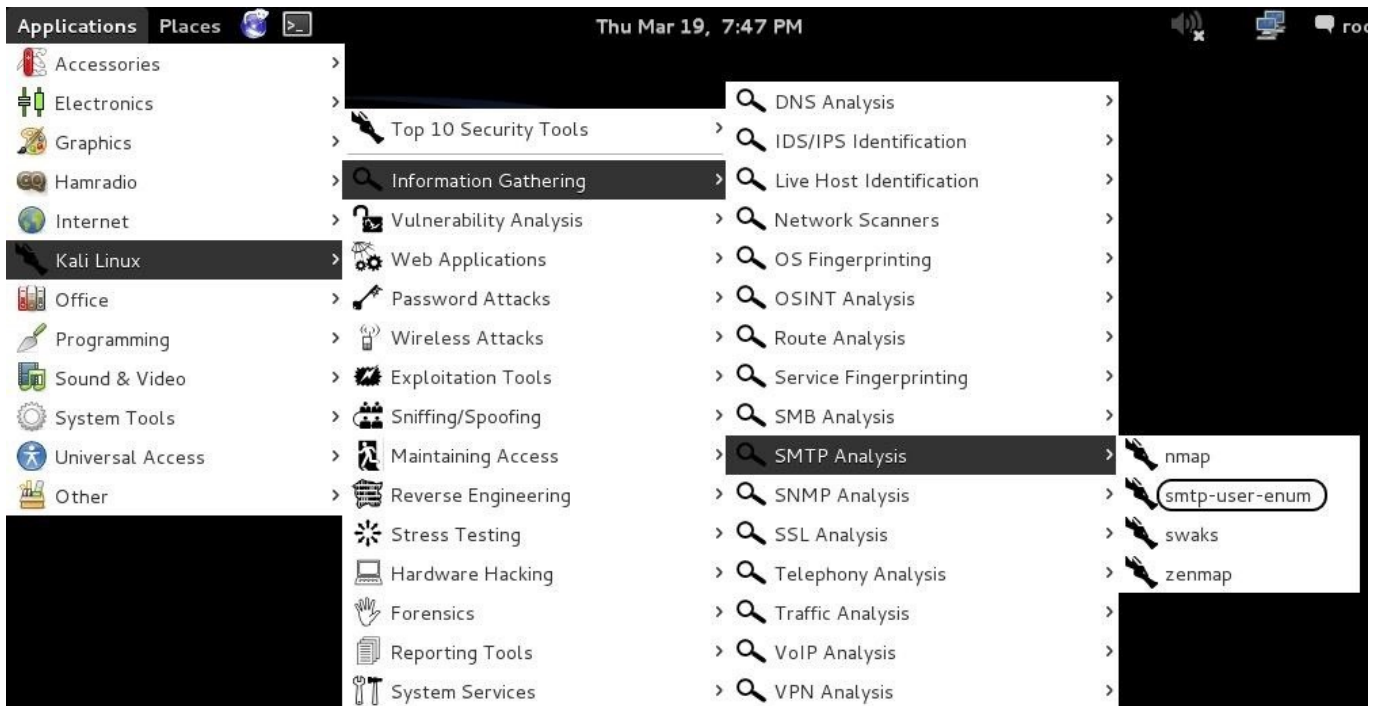 Applications Places Thu Mar 19, 7:47 PM
Accessories
Electronics
Graphics
Hamradio
Internet
Kali Linux
Office
Programming
Sound & Video
System Tools
Universal Access
Other
Top 10 Security Tools
Information Gathering
Vulnerability Analysis
Web Applications
Password Attacks
Wireless Attacks
Exploitation Tools
Sniffing/Spoofing
Maintaining Access
Reverse Engineering
Stress Testing
Hardware Hacking
Forensics
Reporting Tools
System Services
DNS Analysis
IDS/IPS Identification
Live Host Identification
Network Scanners
OS Fingerprinting
OSINT Analysis
Route Analysis
Service Fingerprinting
SMB Analysis
SMTP Analysis
SNMP Analysis
SSL Analysis
Telephony Analysis
Traffic Analysis
VoIP Analysis
VPN Analysis
nmap
smtp-user-enum
swaks
zenmap